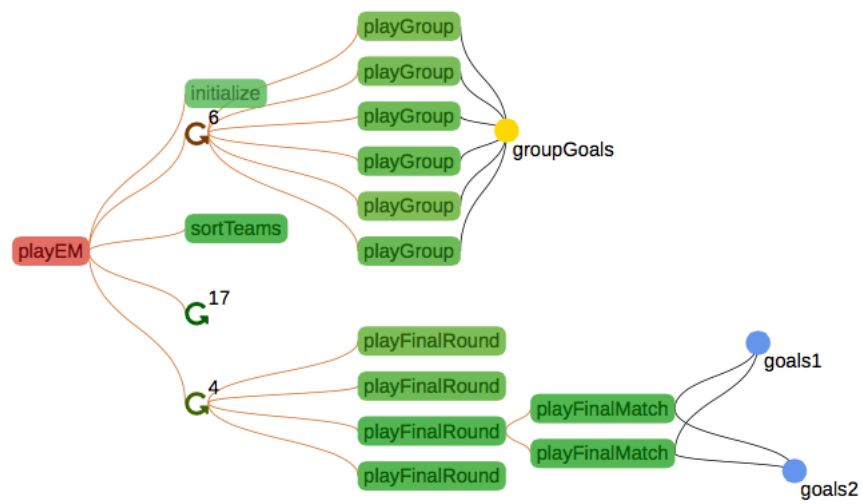 playGroup
playGroup
initialize
6
playGroup
groupGoals
playGroup
playGroup
sortTeams
playEM
playGroup
17
playFinalRound
goals1
4
playFinalRound
playFinalMatch
playFinalRound
playFinalMatch
playFinalRound
goals2